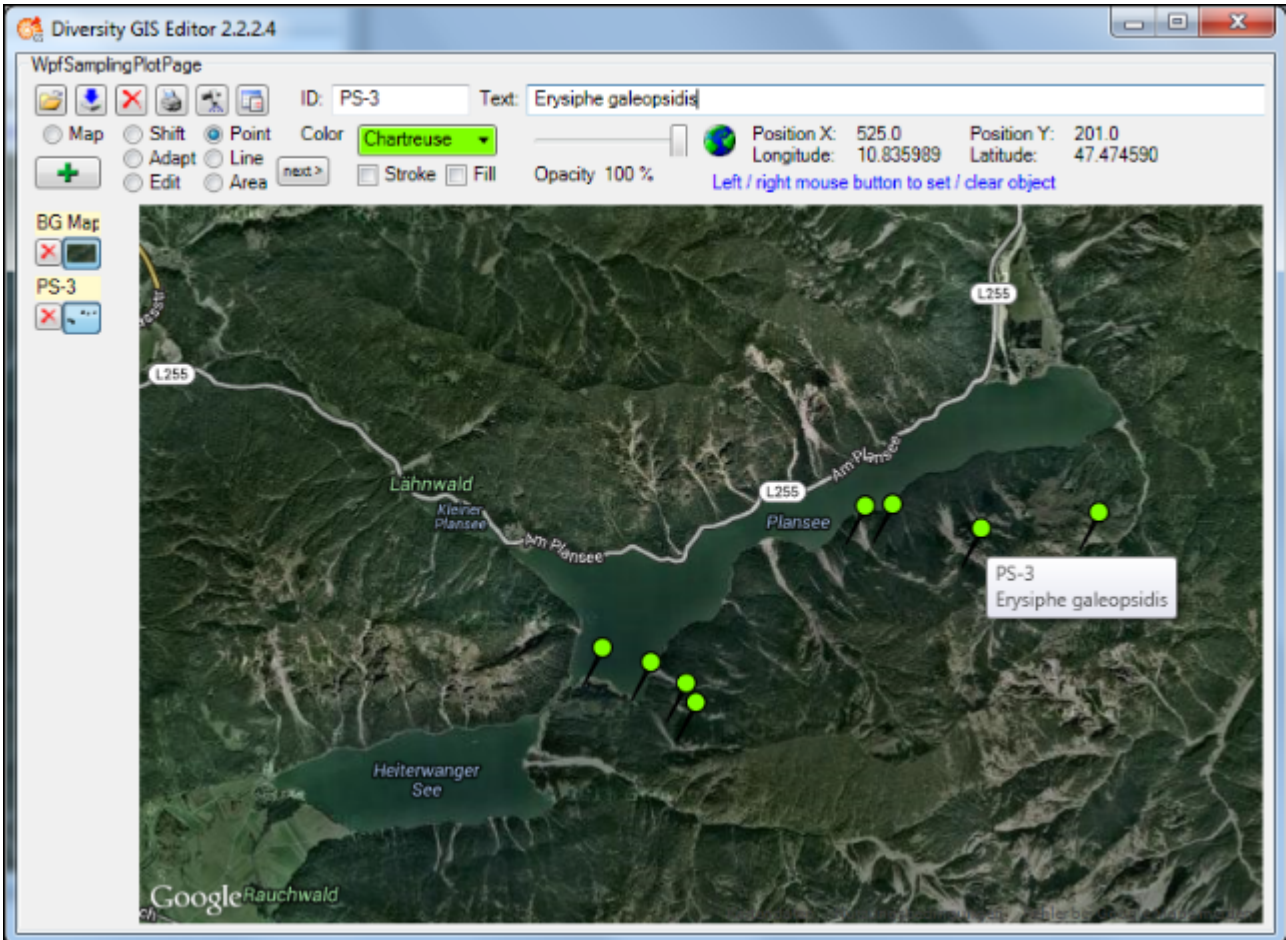 Diversity GIS Editor 2.2.2.4
WpfSamplingPlotPage
ID: PS-3 Text: Erysiphe galeopsidis
Map Shift Point Color Chartreuse Position X: 525.0 Position Y: 201.0
Adapt Line next > Longitude: 10.835989 Latitude: 47.474590
Edit Area Stroke Fill Opacity 100 % Left / right mouse button to set / clear object
BG Map
PS-3
L255
L255
Am Plansee
Lähnwald
L255
Kleiner
Plansee
Plansee
Am Plansee
PS-3
Erysiphe galeopsidis
Heiterwanger
See
Google Rauchwald